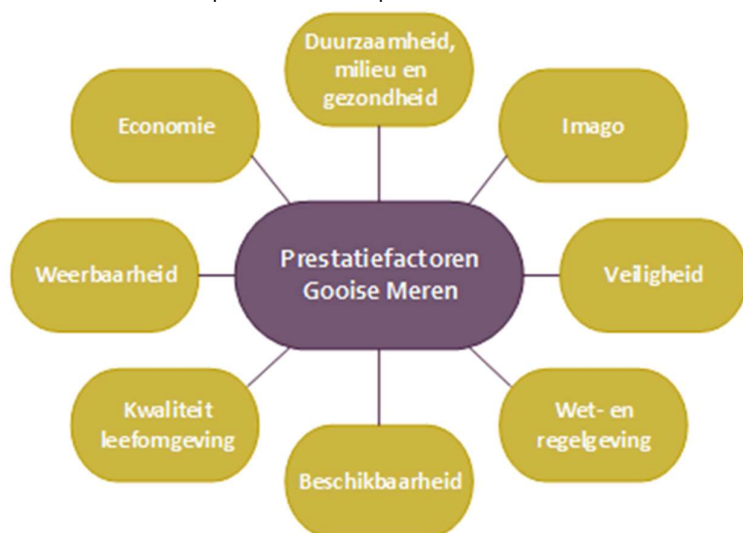 Duurzaamheid,
milieu en
gezondheid
Economie
Imago
Prestatiefactoren
Gooise Meren
Weerbaarheid
Veiligheid
Kwaliteit
leefomgeving
Wet- en
regelgeving
Beschikbaarheid